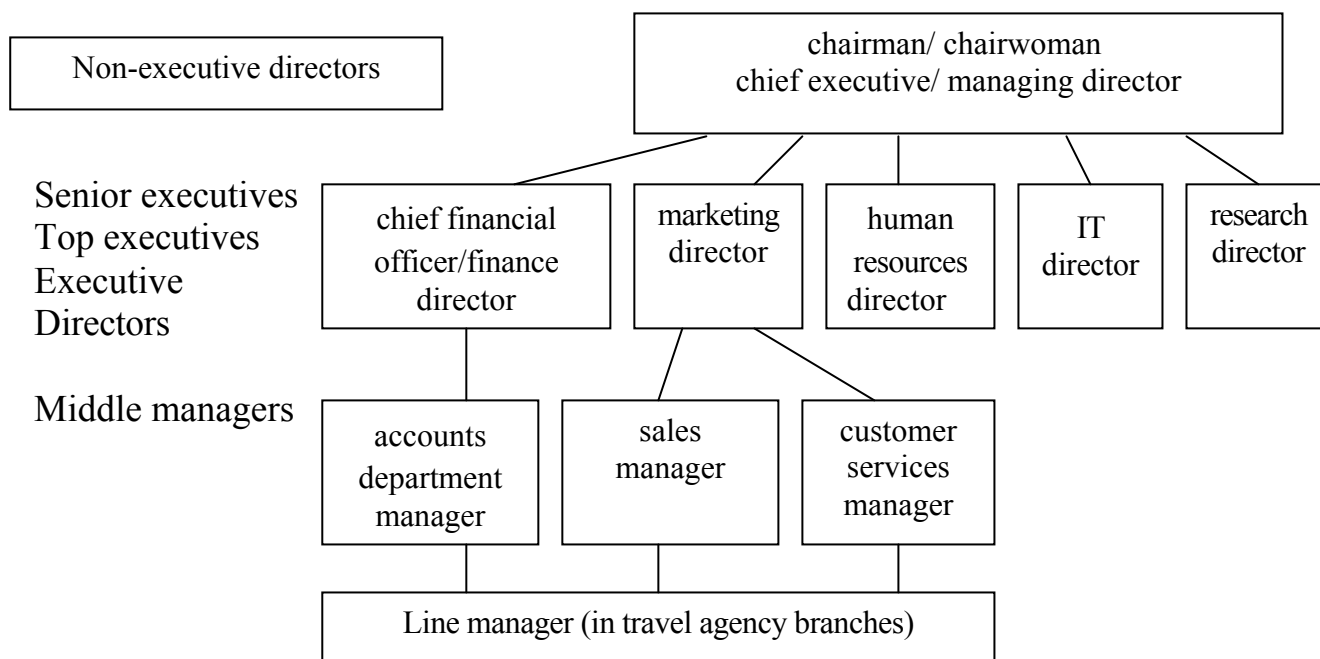 Non-executive directors
chairman/ chairwoman
chief executive/ managing director
Senior executives
Top executives
Executive
Directors
chief financial
officer/finance
director
marketing
director
human
resources
director
IT
director
research
director
Middle managers
accounts
department
manager
sales
manager
customer
services
manager
Line manager (in travel agency branches)